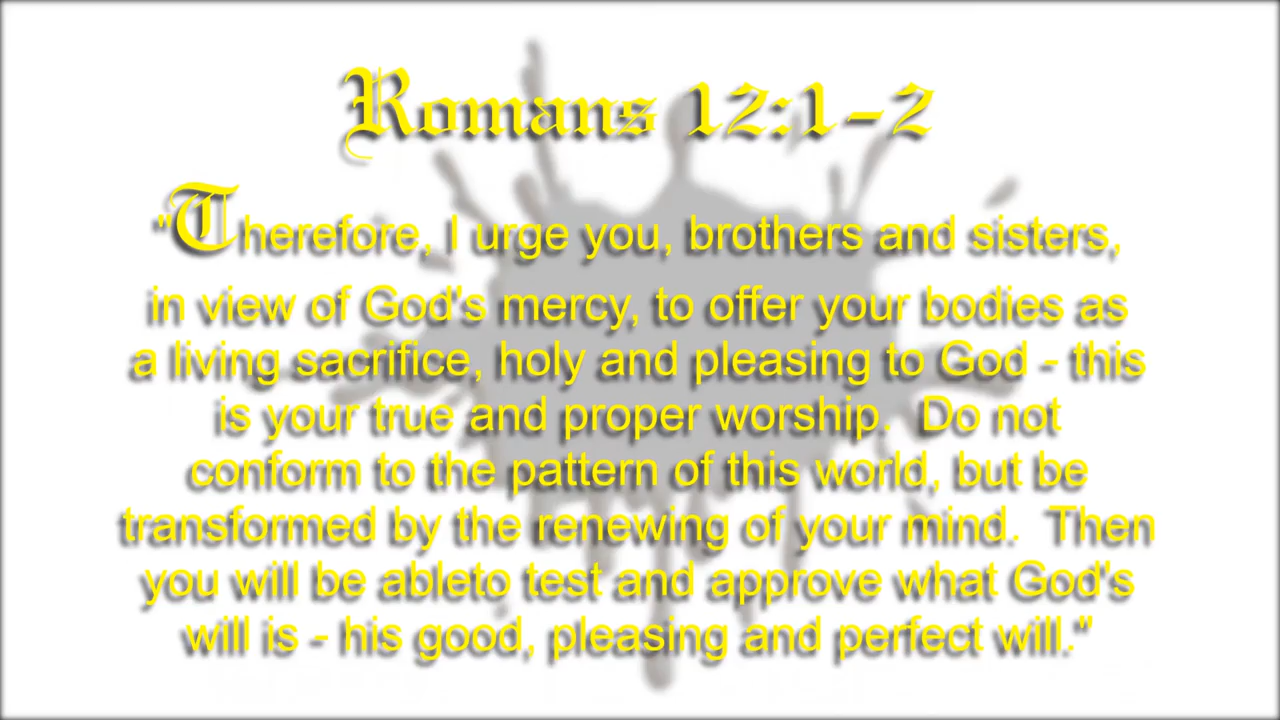 Romans 12:1-2
"Therefore, I urge you, brothers and sisters,
in view of God's mercy, to offer your bodies as
a living sacrifice, holy and pleasing to God - this
is your true and proper worship.  Do not
conform to the pattern of this world, but be
transformed by the renewing of your mind.  Then
you will be ableto test and approve what God's
will is - his good, pleasing and perfect will."